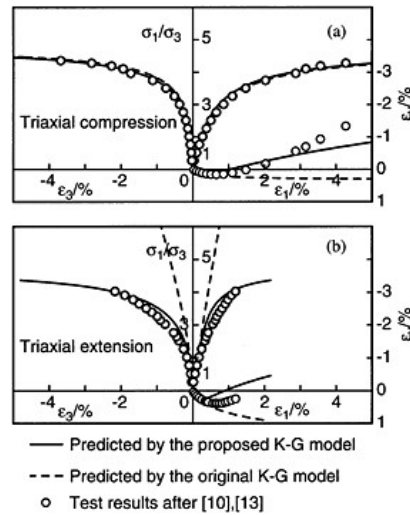 σ1/σ3
(a)
5
3
1
-3
-2
-1
0
1
Triaxial compression
-4
-2
0
2
4
ε3/%
ε1/%
σ1/σ3
(b)
5
3
1
-3
-2
-1
0
1
Triaxial extension
-4
-2
0
2
4
ε3/%
ε1/%
Predicted by the proposed K-G model
Predicted by the original K-G model
Test results after [10],[13]